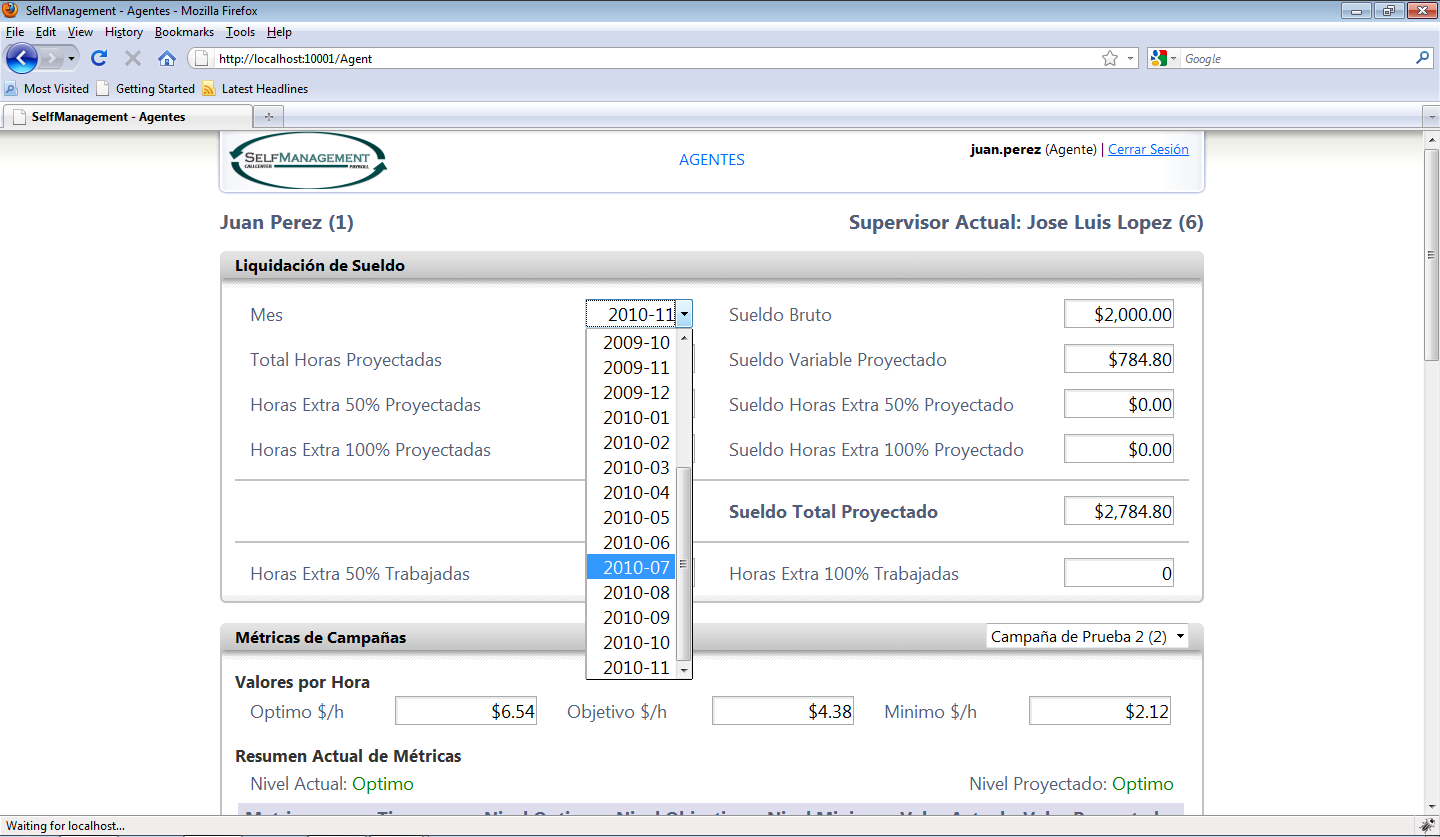 SelfManagement - Agentes - Mozilla Firefox
File Edit View History Bookmarks Tools Help
http://localhost:10001/Agent
Google
Most Visited Getting Started Latest Headlines
SelfManagement - Agentes
SELFMANAGEMENT
CALLCENTER PAYROLL
AGENTES
juan.perez (Agente) | Cerrar Sesión
Juan Perez (1) Supervisor Actual: Jose Luis Lopez (6)
Liquidación de Sueldo
Mes 2010-11 Sueldo Bruto $2,000.00
2009-10
Total Horas Proyectadas Sueldo Variable Proyectado $784.80
2009-11
2009-12
Horas Extra 50% Proyectadas Sueldo Horas Extra 50% Proyectado $0.00
2010-01
2010-02
Horas Extra 100% Proyectadas Sueldo Horas Extra 100% Proyectado $0.00
2010-03
2010-04
2010-05
Sueldo Total Proyectado $2,784.80
2010-06
2010-07
Horas Extra 50% Trabajadas Horas Extra 100% Trabajadas 0
2010-08
2010-09
2010-10
2010-11
Métricas de Campañas Campaña de Prueba 2 (2)
Valores por Hora
Optimo $/h $6.54 Objetivo $/h $4.38 Minimo $/h $2.12
Resumen Actual de Métricas
Nivel Actual: Optimo Nivel Proyectado: Optimo
Waiting for localhost...